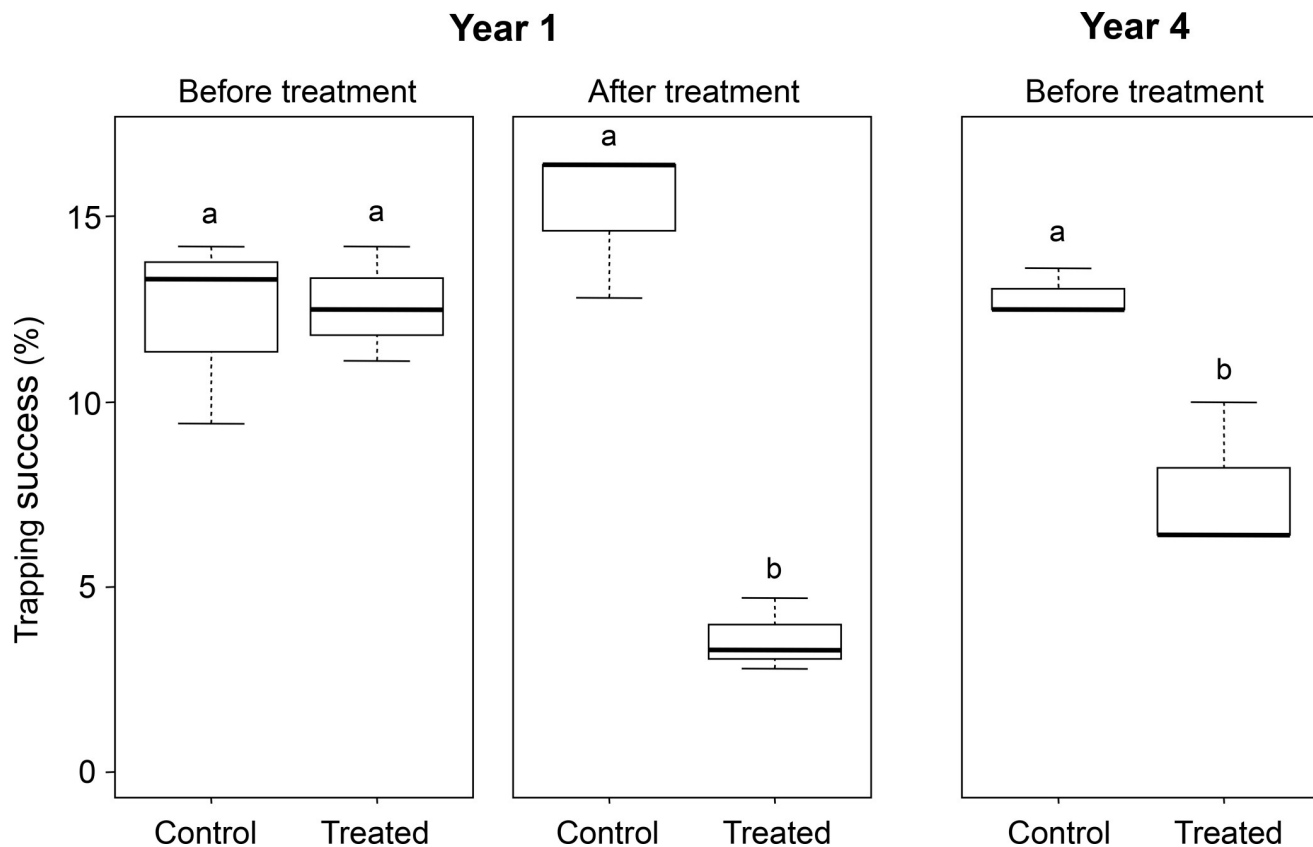 Year 1
Year 4
Before treatment
After treatment
Before treatment
Trapping success (%)
15
10
5
0
a
a
a
b
a
b
Control
Treated
Control
Treated
Control
Treated